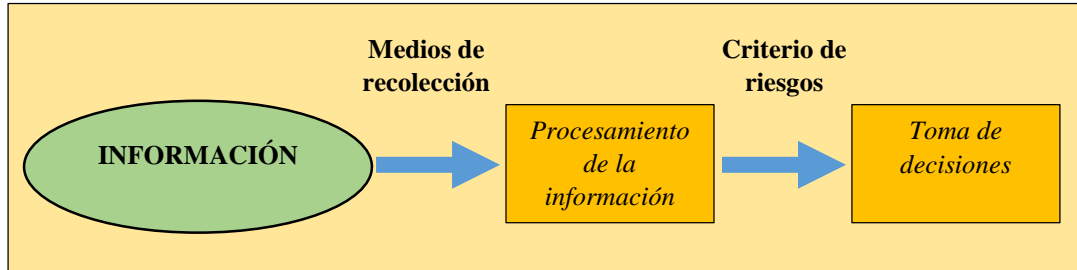 Medios de
recolección
Criterio de
riesgos
INFORMACIÓN
Procesamiento
de la
información
Toma de
decisiones